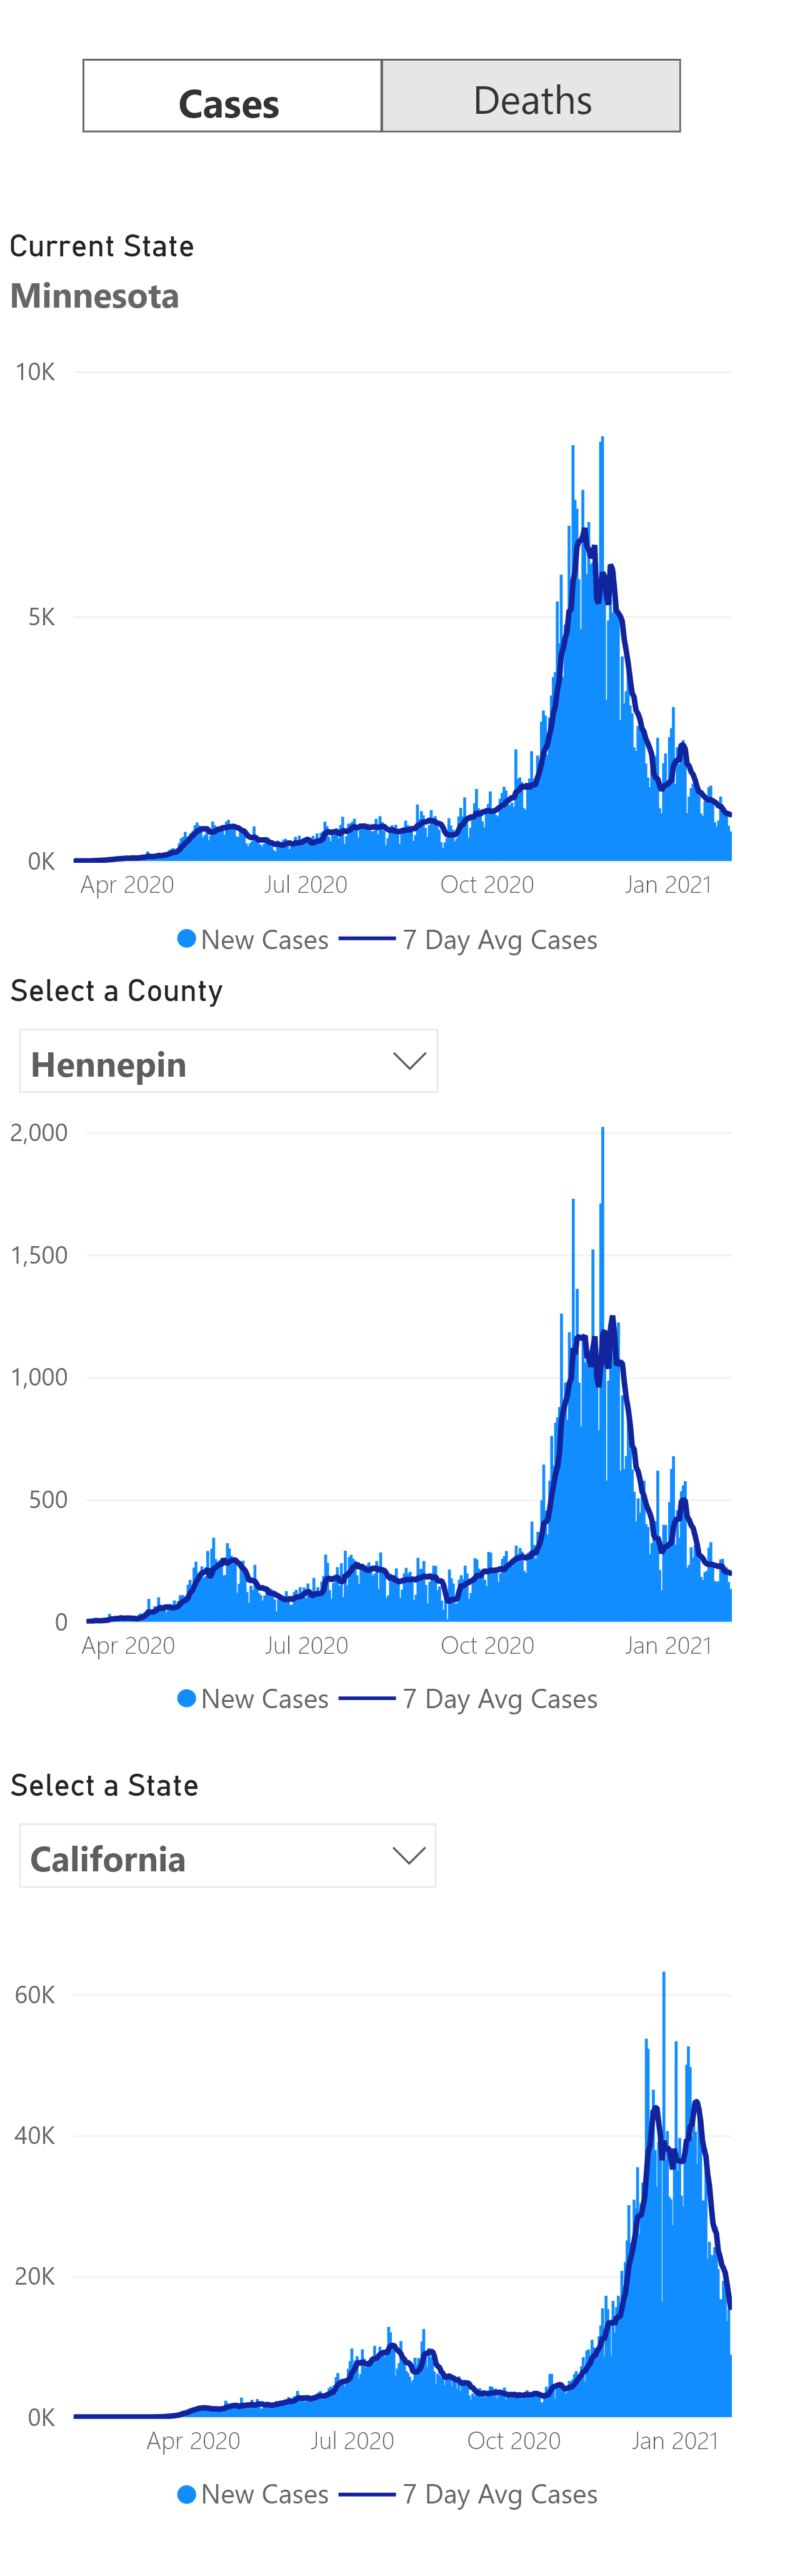 Cases Deaths
Current State
Minnesota
10K
5K
0K
Apr 2020 Jul 2020 Oct 2020 Jan 2021
New Cases 7 Day Avg Cases
Select a County
Hennepin
2,000
1,500
1,000
500
0
Apr 2020 Jul 2020 Oct 2020 Jan 2021
New Cases 7 Day Avg Cases
Select a State
California
60K
40K
20K
0K
Apr 2020 Jul 2020 Oct 2020 Jan 2021
New Cases 7 Day Avg Cases